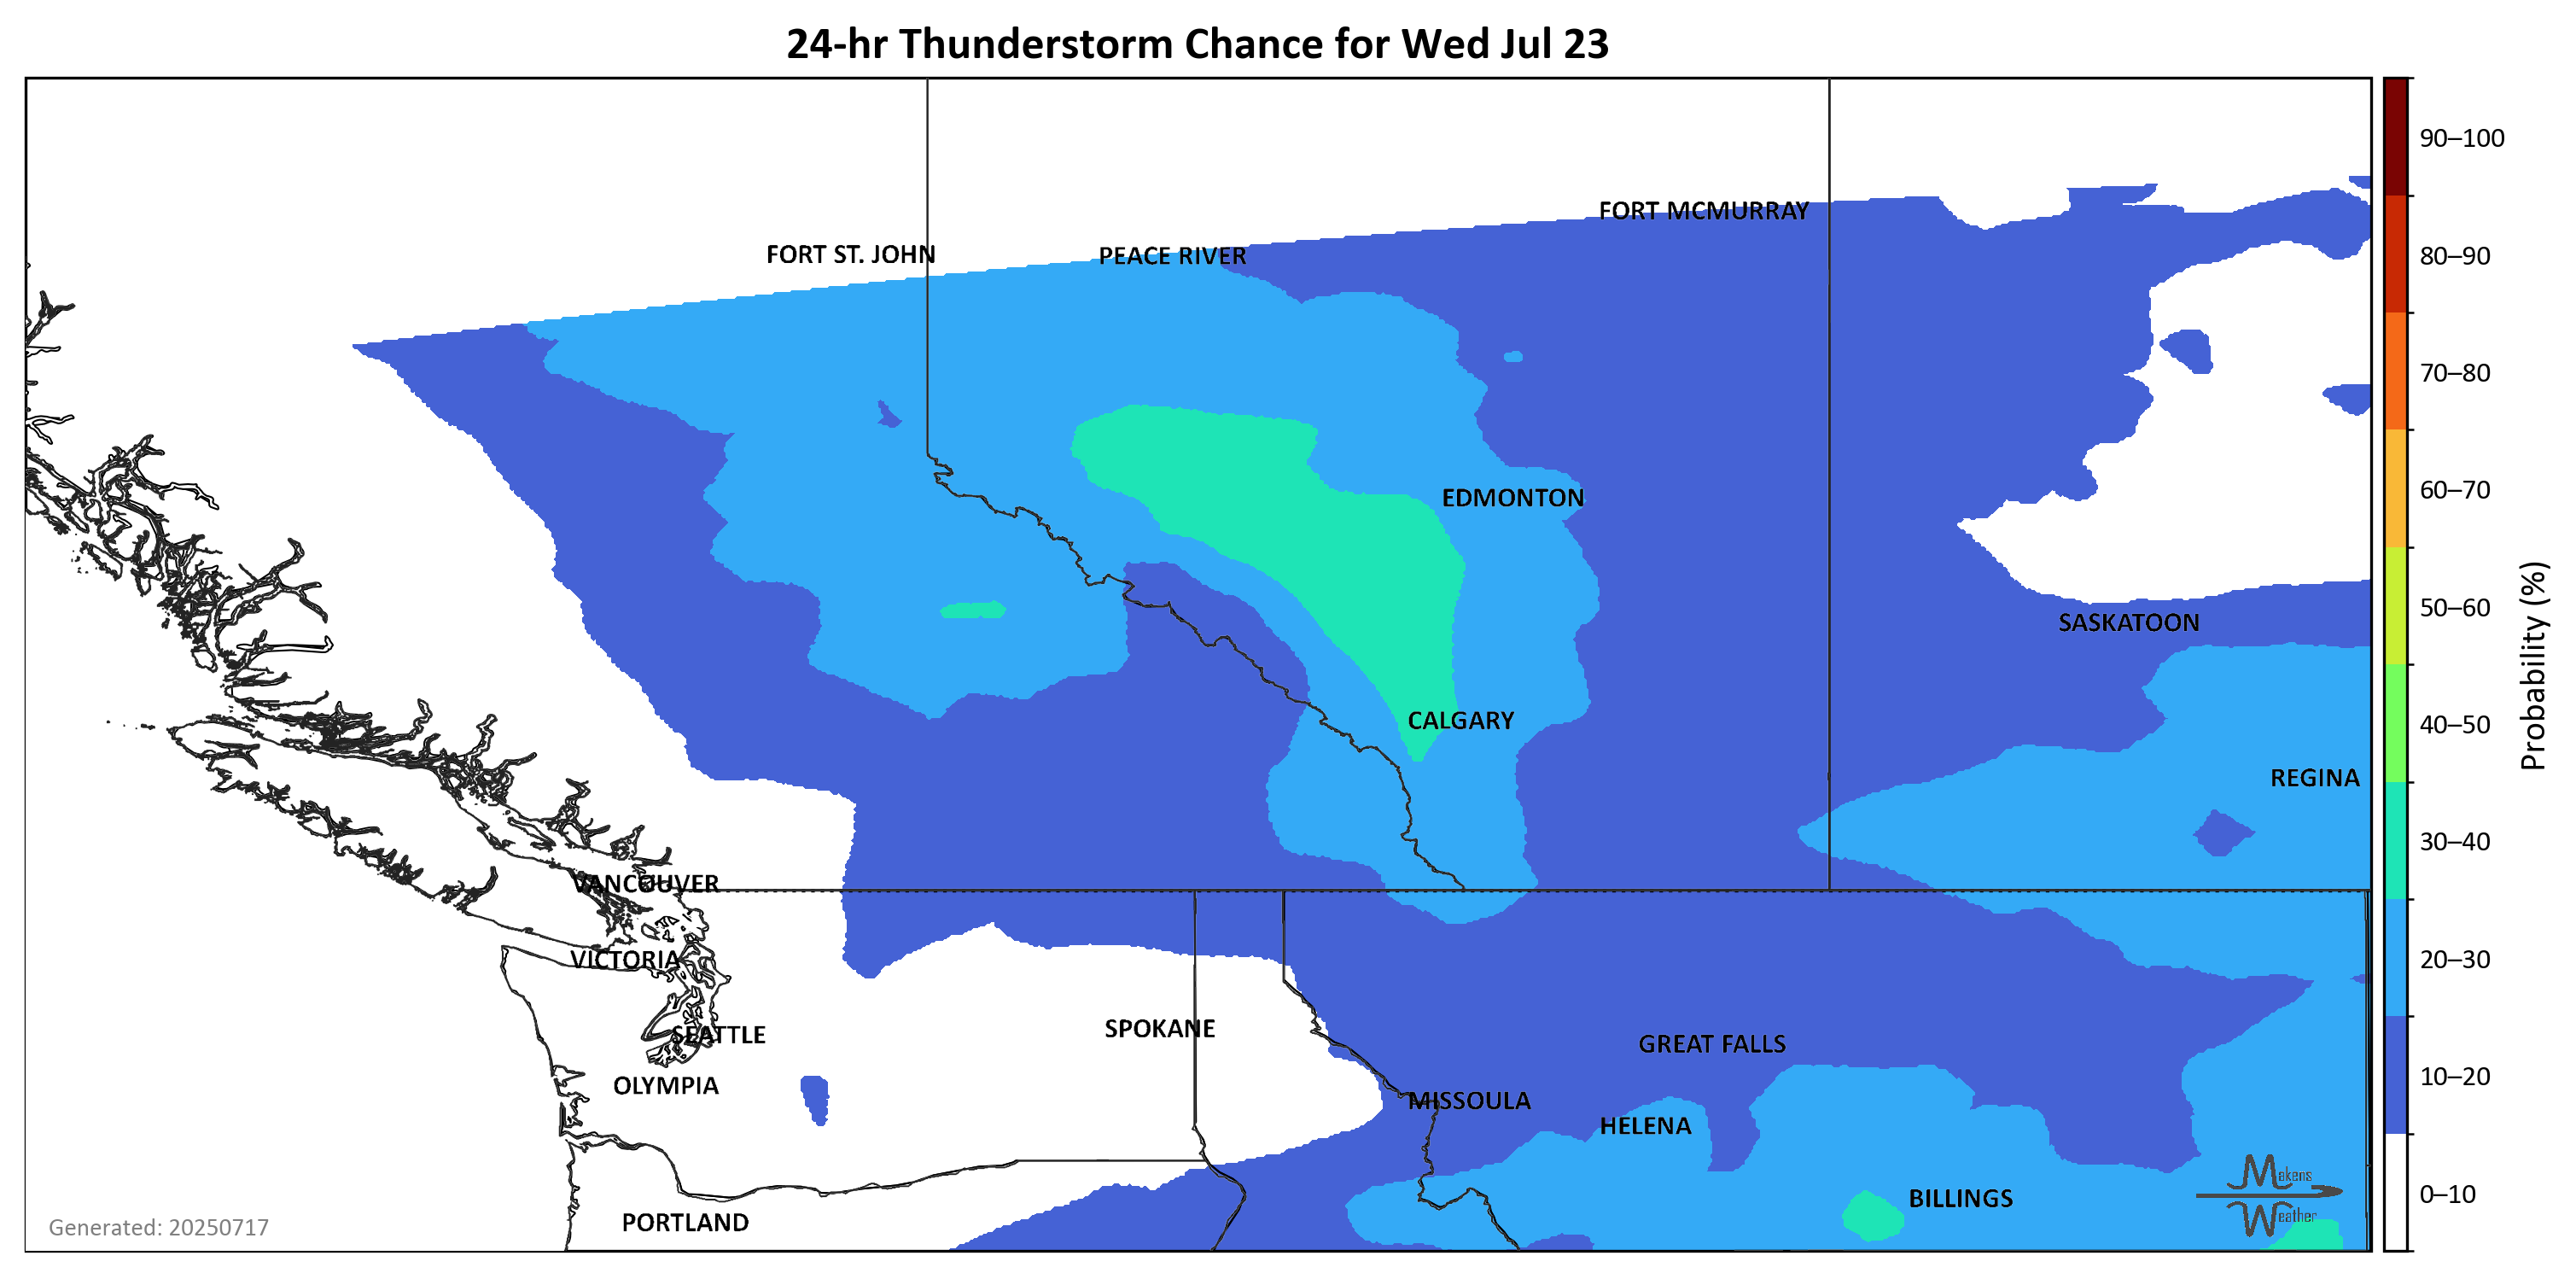 24-hr Thunderstorm Chance for Wed Jul 23
90–100
FORT MCMURRAY
FORT ST. JOHN
PEACE RIVER
80–90
70–80
EDMONTON
60–70
SASKATOON
50–60
Probability (%)
CALGARY
40–50
REGINA
30–40
VANCOUVER
VICTORIA
20–30
SPOKANE
SEATTLE
GREAT FALLS
OLYMPIA
10–20
MISSOULA
HELENA
Makens
Weather
BILLINGS
0–10
PORTLAND
Generated: 20250717